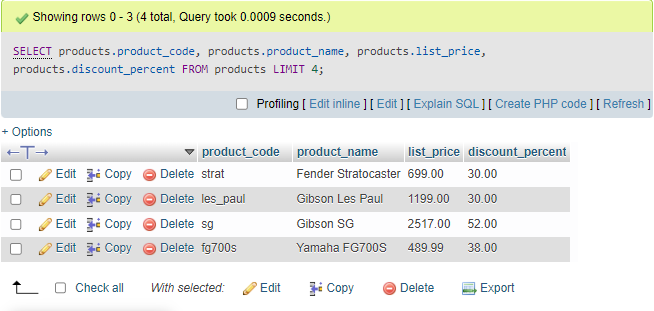 Showing rows 0 - 3 (4 total, Query took 0.0009 seconds.)
SELECT products.product_code, products.product_name, products.list_price,
products.discount_percent FROM products LIMIT 4;
Profiling [ Edit inline ] [ Edit ] [ Explain SQL ] [ Create PHP code ] [ Refresh ]
+ Options
←T→ product_code product_name list_price discount_percent
Edit Copy Delete strat Fender Stratocaster 699.00 30.00
Edit Copy Delete les_paul Gibson Les Paul 1199.00 30.00
Edit Copy Delete sg Gibson SG 2517.00 52.00
Edit Copy Delete fg700s Yamaha FG700S 489.99 38.00
Check all With selected: Edit Copy Delete Export